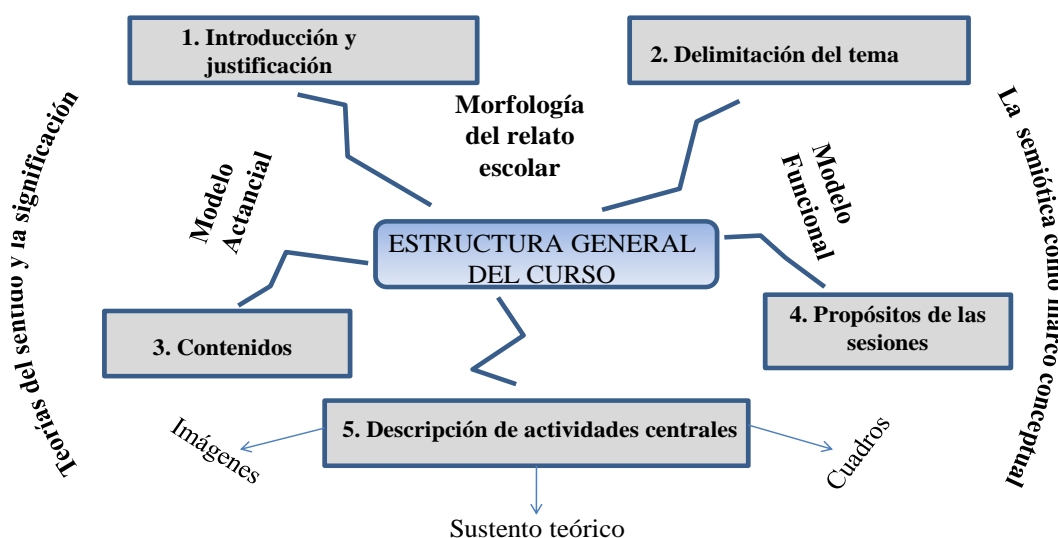 1. Introducción y
justificación
2. Delimitación del tema
Morfología
del relato
escolar
Teorías del sentido y la significación
Modelo
Actancial
Modelo
Funcional
La semiótica como marco conceptual
ESTRUCTURA GENERAL
DEL CURSO
3. Contenidos
4. Propósitos de las
sesiones
5. Descripción de actividades centrales
Imágenes
Cuadros
Sustento teórico